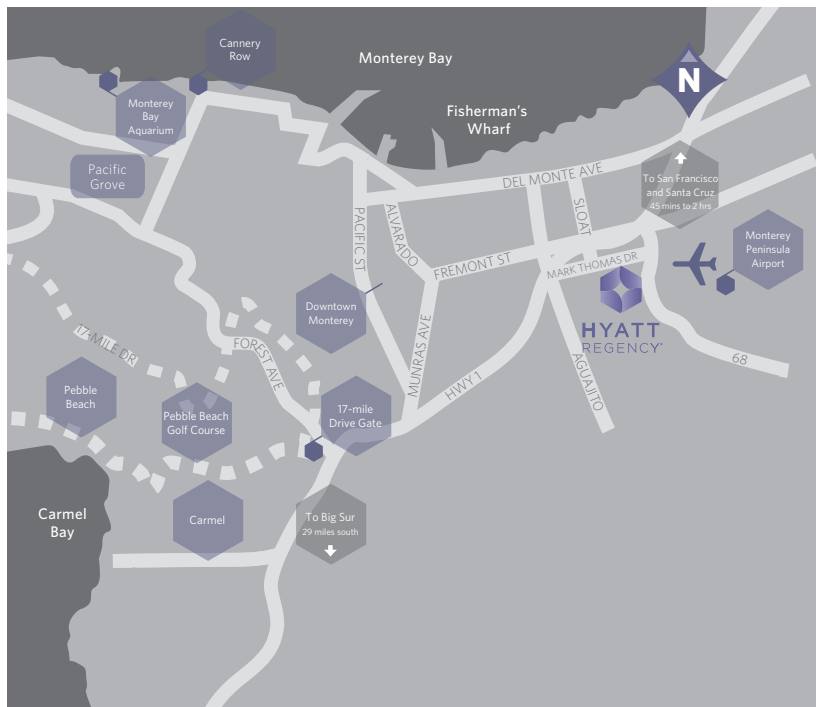 Cannery
Row
Monterey Bay
N
Monterey
Bay
Aquarium
Fisherman's
Wharf
Pacific
Grove
DEL MONTE AVE
To San Francisco
and Santa Cruz
45 mins to 2 hrs
PACIFIC ST
ALVARADO
SLOAT
Monterey
Peninsula
Airport
FREMONT ST
MARK THOMAS DR
HYATT
REGENCY
Downtown
Monterey
17-MILE DR
FOREST AVE
MUNRAS AVE
HWY 1
AGUAJITO
68
Pebble
Beach
Pebble Beach
Golf Course
17-mile
Drive Gate
Carmel
Bay
Carmel
To Big Sur
29 miles south